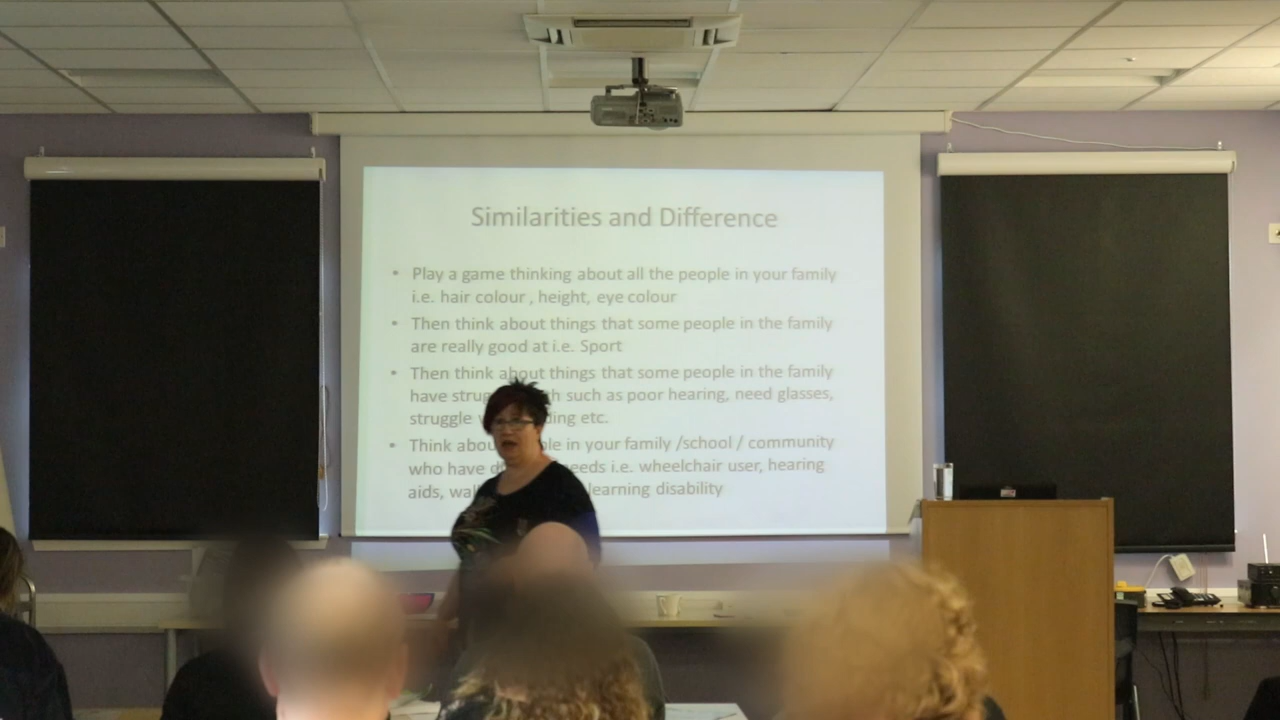 Similarities and Difference
• Play a game thinking about all the people in your family
i.e. hair colour , height, eye colour
• Then think about things that some people in the family
are really good at i.e. Sport
• Then think about things that some people in the family
have such as poor hearing, need glasses,
struggle etc.
• Think in your family /school / community
who have i.e. wheelchair user, hearing
aids, learning disability